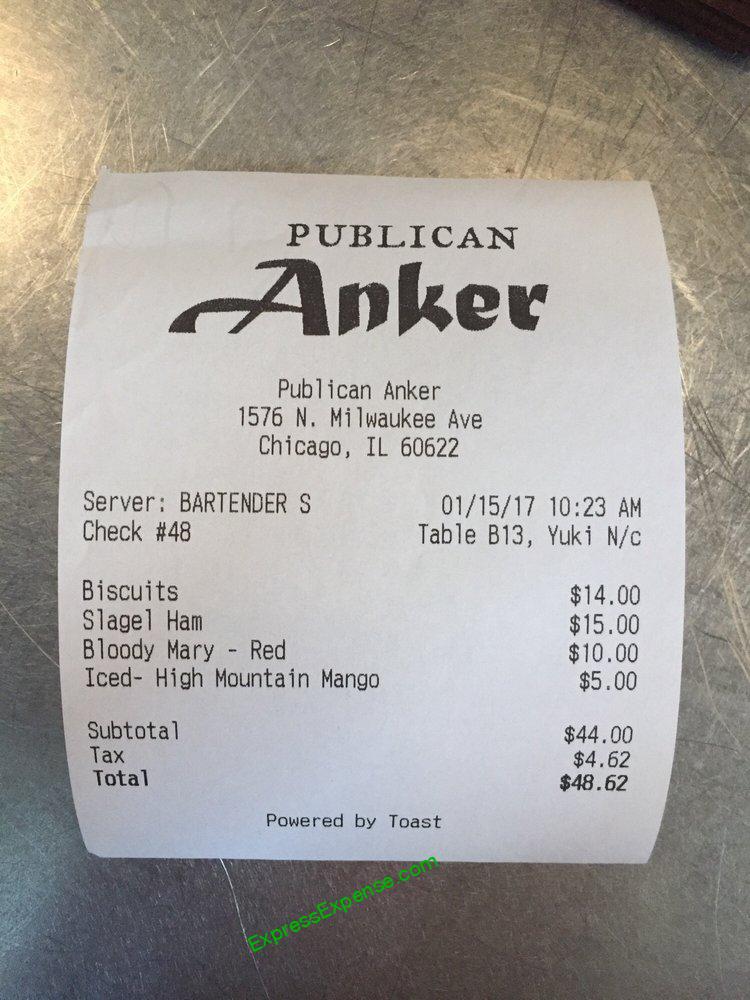 PUBLICAN
Anker
Publican Anker
1576 N. Milwaukee Ave
Chicago, IL 60622
Server: BARTENDER S 01/15/17 10:23 AM
Check #48 Table B13, Yuki N/c
Biscuits $14.00
Slagel Ham $15.00
Bloody Mary - Red $10.00
Iced- High Mountain Mango $5.00
Subtotal $44.00
Tax $4.62
Total $48.62
Powered by Toast
ExpressExpense.com